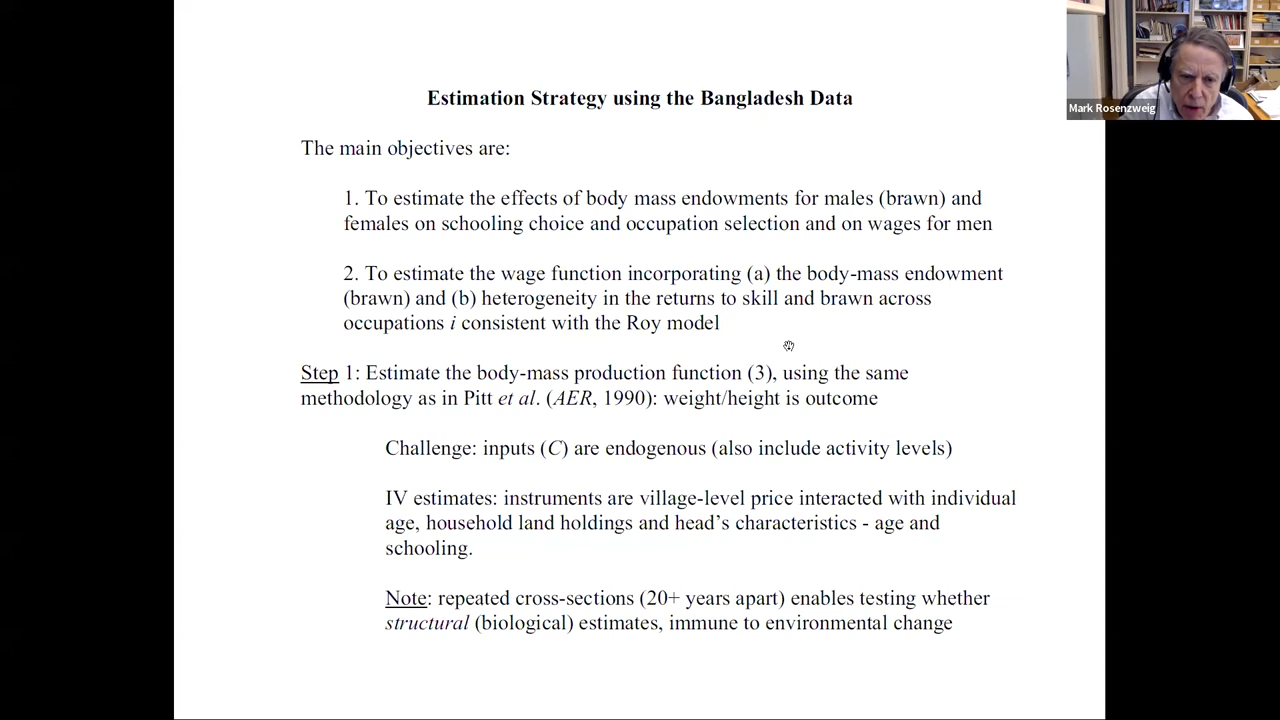 Estimation Strategy using the Bangladesh Data
Mark Rosenzweig
The main objectives are:
1. To estimate the effects of body mass endowments for males (brawn) and
females on schooling choice and occupation selection and on wages for men
2. To estimate the wage function incorporating (a) the body-mass endowment
(brawn) and (b) heterogeneity in the returns to skill and brawn across
occupations i consistent with the Roy model
Step 1: Estimate the body-mass production function (3), using the same
methodology as in Pitt et al. (AER, 1990): weight/height is outcome
Challenge: inputs (C) are endogenous (also include activity levels)
IV estimates: instruments are village-level price interacted with individual
age, household land holdings and head’s characteristics - age and
schooling.
Note: repeated cross-sections (20+ years apart) enables testing whether
structural (biological) estimates, immune to environmental change